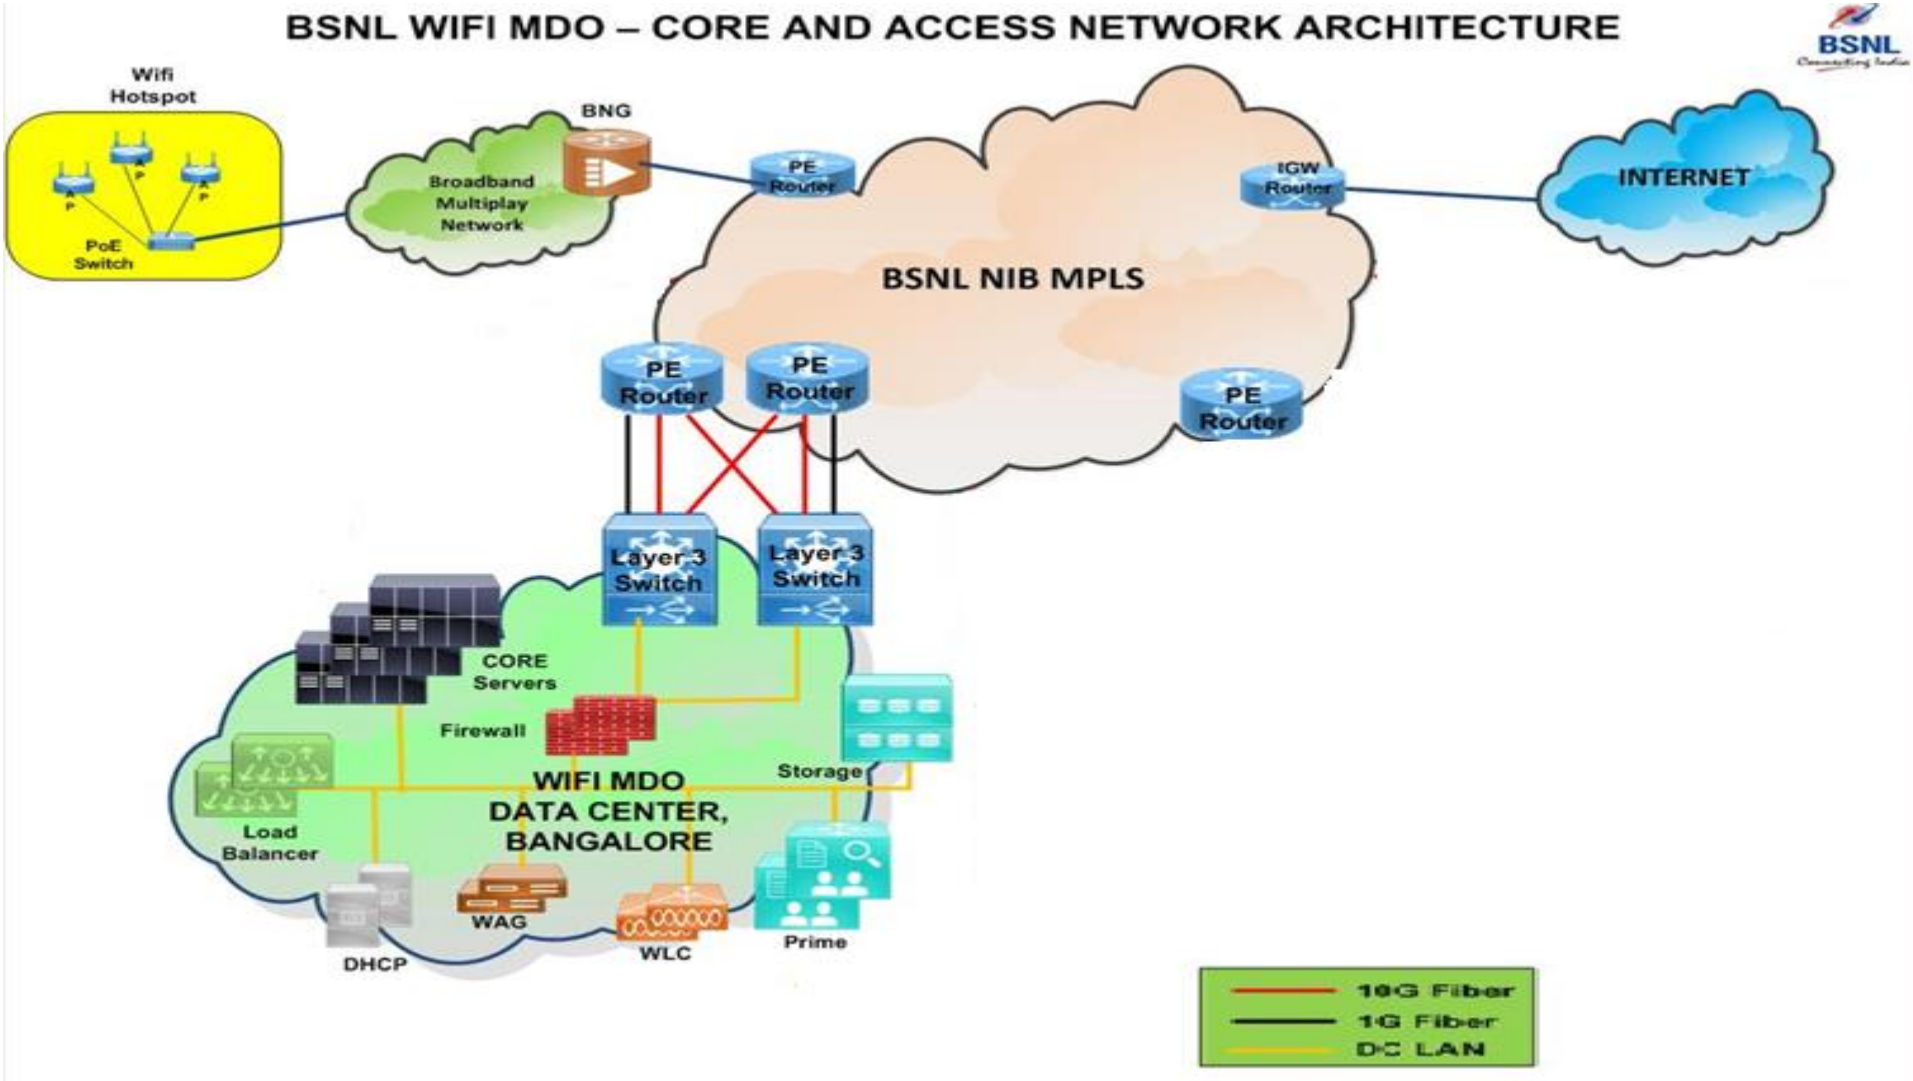 BSNL WIFI MDO – CORE AND ACCESS NETWORK ARCHITECTURE
BSNL
Connecting India
Wifi
Hotspot
A
P
A
P
A
P
PoE
Switch
Broadband
Multiplay
Network
BNG
PE
Router
IGW
Router
INTERNET
BSNL NIB MPLS
PE
Router
PE
Router
PE
Router
Layer 3
Switch
Layer 3
Switch
CORE
Servers
Firewall
Storage
WIFI MDO
DATA CENTER,
BANGALORE
Load
Balancer
DHCP
WAG
WLC
Prime
10G Fiber
1G Fiber
DC LAN